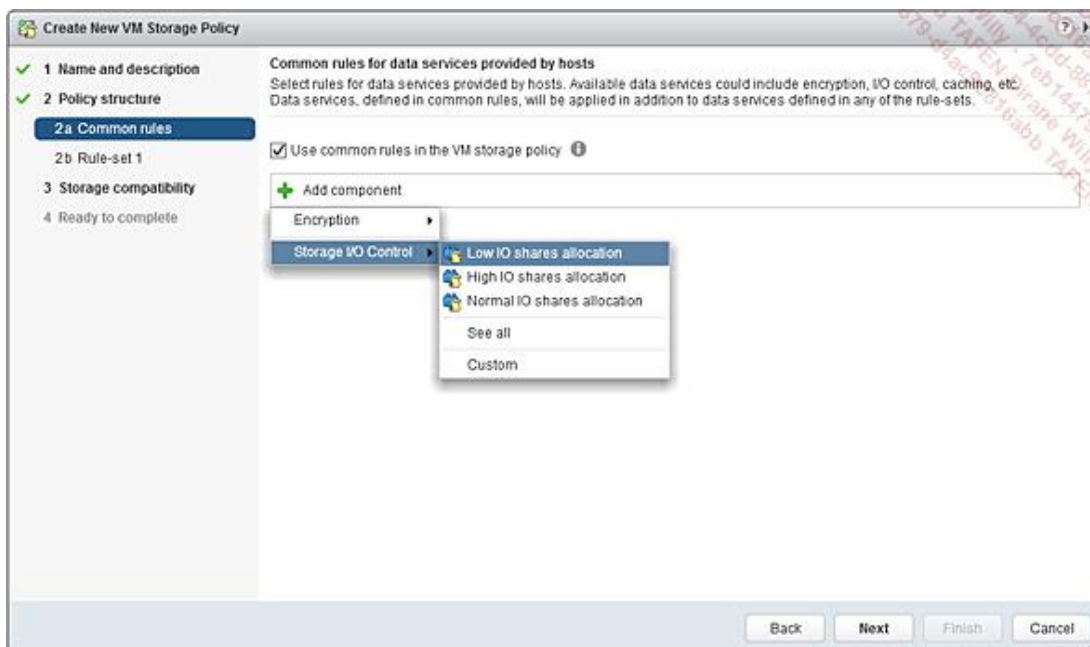 Create New VM Storage Policy
1 Name and description
2 Policy structure
2a Common rules
2b Rule-set 1
3 Storage compatibility
4 Ready to complete
Common rules for data services provided by hosts
Select rules for data services provided by hosts. Available data services could include encryption, I/O control, caching, etc.
Data services, defined in common rules, will be applied in addition to data services defined in any of the rule-sets.
Use common rules in the VM storage policy
Add component
Encryption
Storage I/O Control
Low IO shares allocation
High IO shares allocation
Normal IO shares allocation
See all
Custom
Back Next Finish Cancel